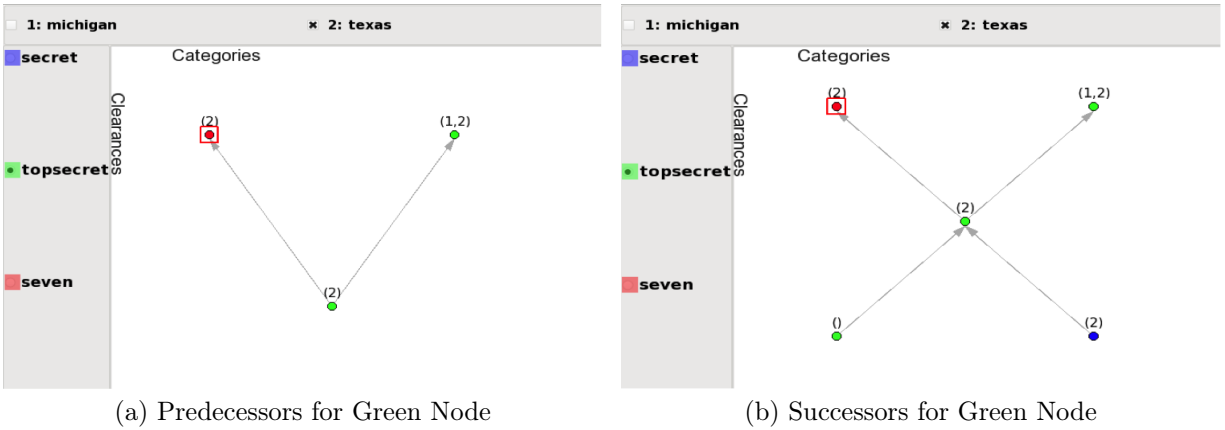 1: michigan
2: texas
secret
Categories
Clearances
(2)
(1,2)
topsecret
seven
(2)
(a) Predecessors for Green Node
1: michigan
2: texas
secret
Categories
Clearances
(2)
(1,2)
topsecret
(2)
seven
()
(2)
(b) Successors for Green Node